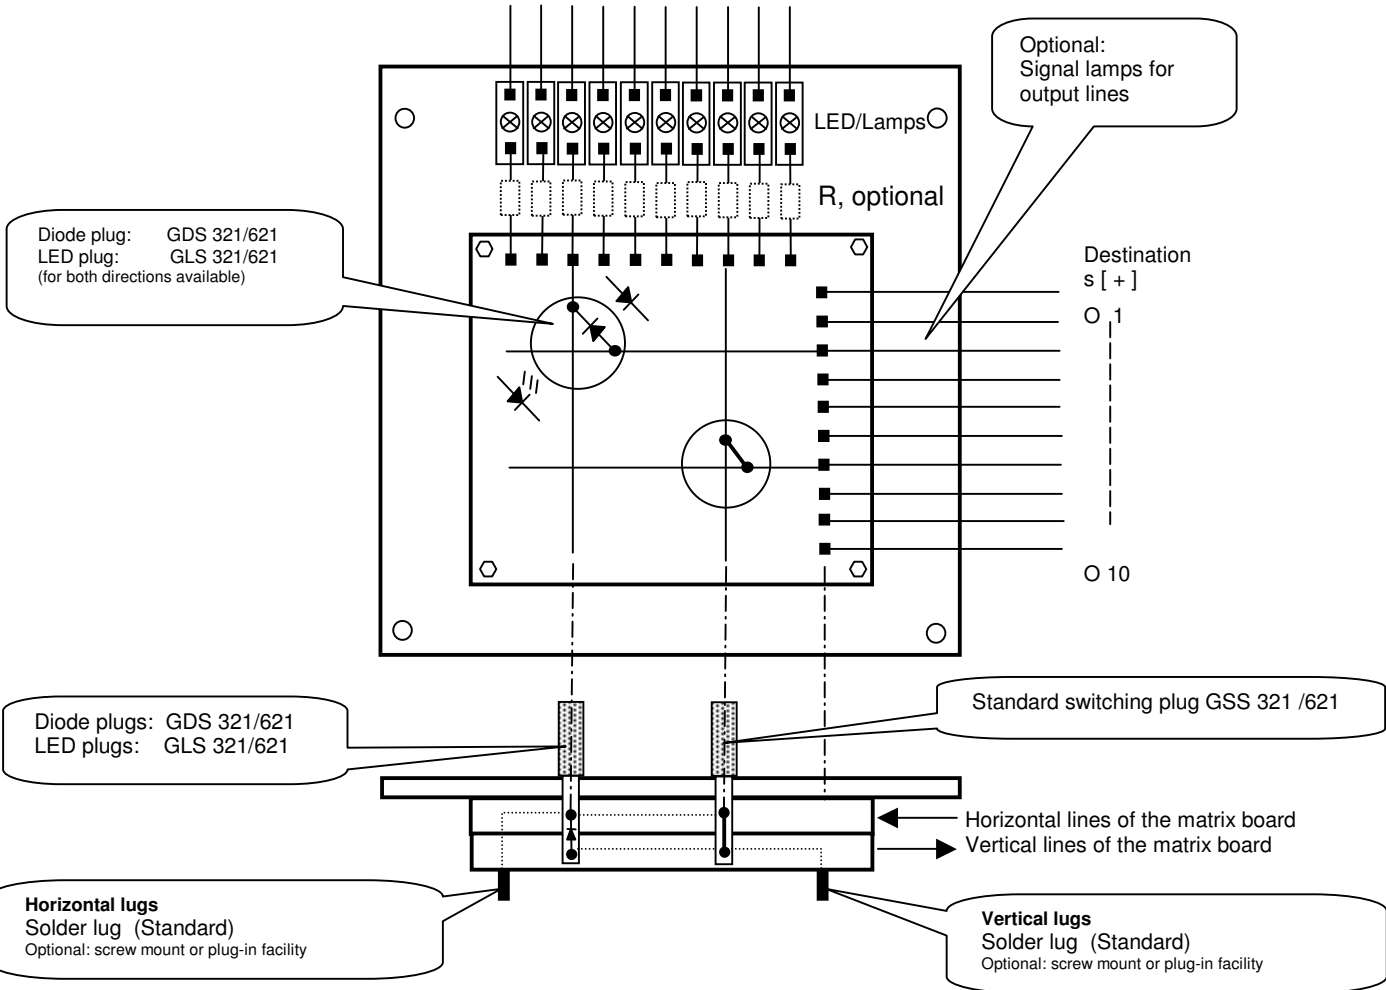 Optional:
Signal lamps for
output lines
LED/Lamps
R, optional
Diode plug: GDS 321/621
LED plug: GLS 321/621
(for both directions available)
Destination
s [ + ]
O 1
O 10
Diode plugs: GDS 321/621
LED plugs: GLS 321/621
Standard switching plug GSS 321 /621
Horizontal lines of the matrix board
Vertical lines of the matrix board
Horizontal lugs
Solder lug (Standard)
Optional: screw mount or plug-in facility
Vertical lugs
Solder lug (Standard)
Optional: screw mount or plug-in facility